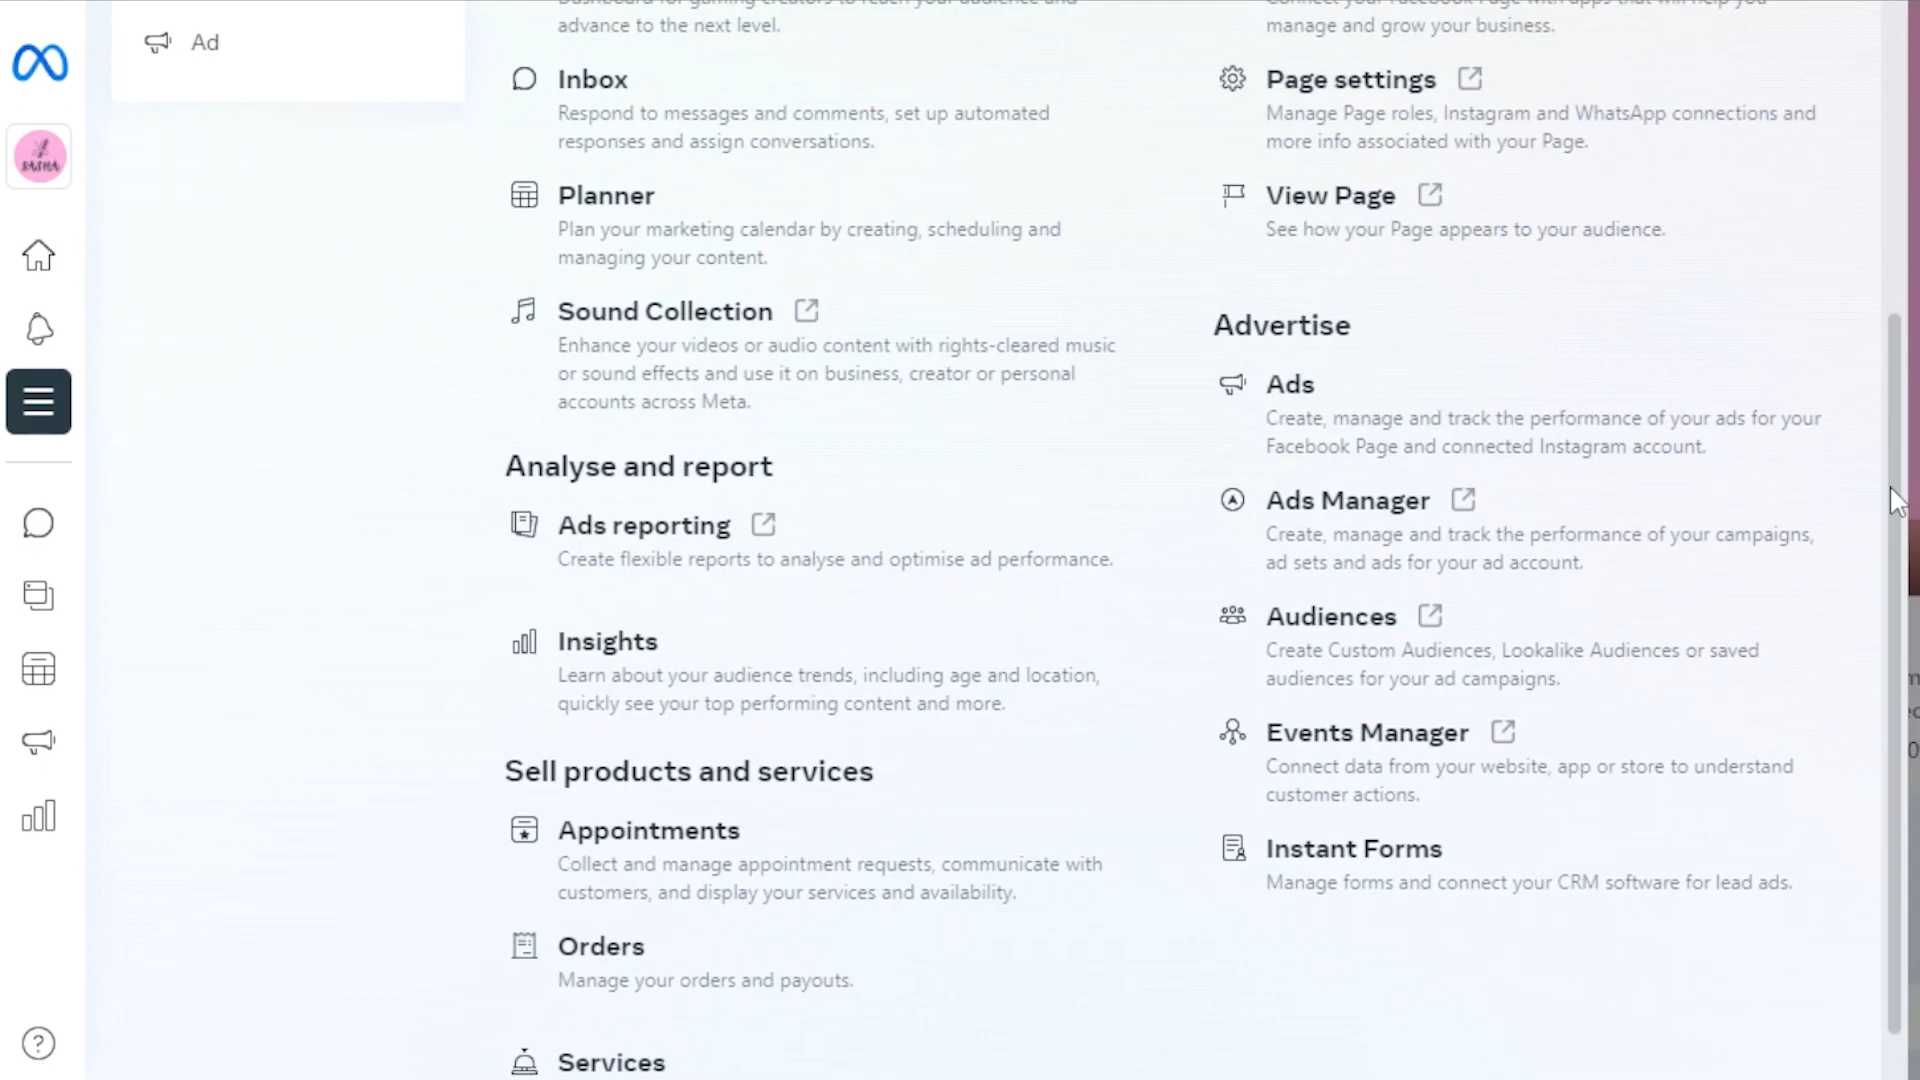 Ad
SASHA
Dashboard for gaming creators to reach your audience and
advance to the next level.
Inbox
Respond to messages and comments, set up automated
responses and assign conversations.
Planner
Plan your marketing calendar by creating, scheduling and
managing your content.
Sound Collection
Enhance your videos or audio content with rights-cleared music
or sound effects and use it on business, creator or personal
accounts across Meta.
Analyse and report
Ads reporting
Create flexible reports to analyse and optimise ad performance.
Insights
Learn about your audience trends, including age and location,
quickly see your top performing content and more.
Sell products and services
Appointments
Collect and manage appointment requests, communicate with
customers, and display your services and availability.
Orders
Manage your orders and payouts.
Services
Connect your Facebook Page with apps that will help you
manage and grow your business.
Page settings
Manage Page roles, Instagram and WhatsApp connections and
more info associated with your Page.
View Page
See how your Page appears to your audience.
Advertise
Ads
Create, manage and track the performance of your ads for your
Facebook Page and connected Instagram account.
Ads Manager
Create, manage and track the performance of your campaigns,
ad sets and ads for your ad account.
Audiences
Create Custom Audiences, Lookalike Audiences or saved
audiences for your ad campaigns.
Events Manager
Connect data from your website, app or store to understand
customer actions.
Instant Forms
Manage forms and connect your CRM software for lead ads.